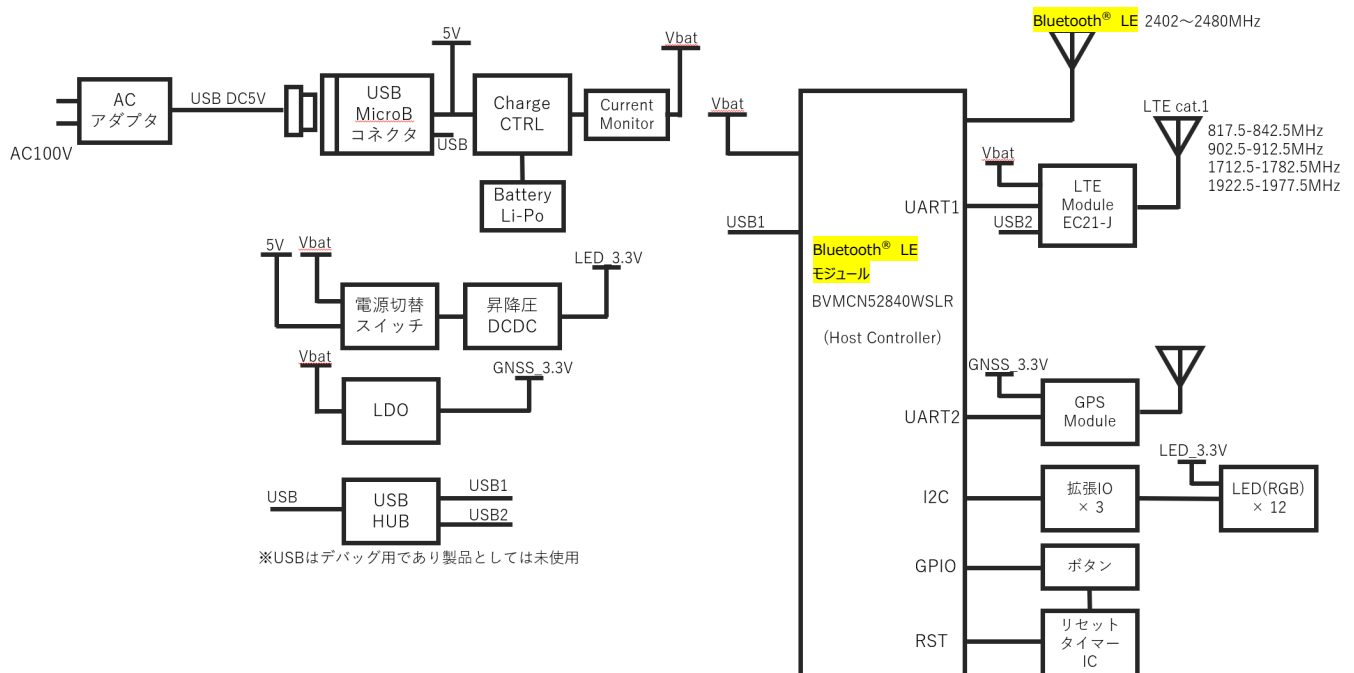 AC
アダプタ
AC100V
USB DC5V
USB
MicroB
コネクタ
5V
USB
Charge
CTRL
Battery
Li-Po
Current
Monitor
Vbat
5V
Vbat
電源切替
スイッチ
昇降圧
DCDC
LED_3.3V
Vbat
LDO
GNSS_3.3V
USB
USB
HUB
USB1
USB2
※USBはデバッグ用であり製品としては未使用
Vbat
USB1
Bluetooth® LE
モジュール
BVMCN52840WSLR
(Host Controller)
UART1
UART2
I2C
GPIO
RST
Bluetooth® LE 2402～2480MHz
LTE cat.1
817.5-842.5MHz
902.5-912.5MHz
1712.5-1782.5MHz
1922.5-1977.5MHz
Vbat
USB2
LTE
Module
EC21-J
GNSS_3.3V
GPS
Module
拡張IO
× 3
LED_3.3V
LED(RGB)
× 12
ボタン
リセット
タイマー
IC